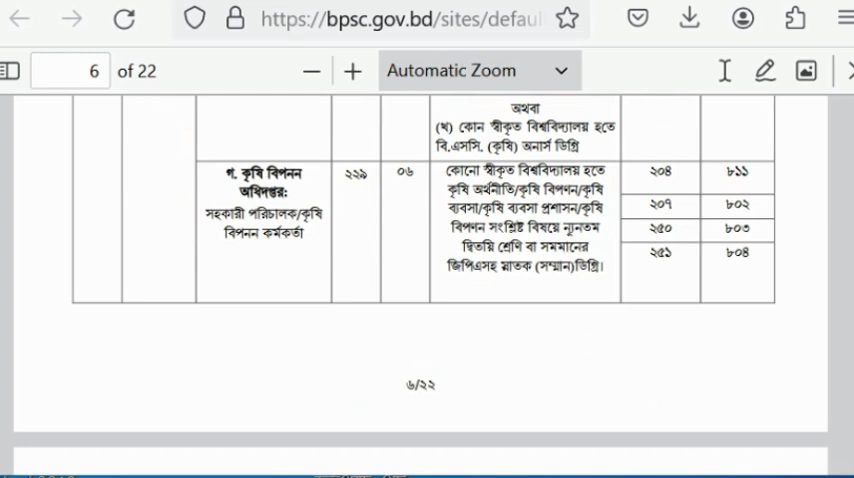 https://bpsc.gov.bd/sites/defaul
6 of 22
Automatic Zoom
অথবা
(খ) কোন স্বীকৃত বিশ্ববিদ্যালয় হতে
বি.এসসি. (কৃষি) অনার্স ডিগ্রি
গ. কৃষি বিপনন
অধিদপ্তর:
সহকারী পরিচালক/কৃষি
বিপনন কর্মকর্তা
২২৯
০৬
কোনো স্বীকৃত বিশ্ববিদ্যালয় হতে
কৃষি অর্থনীতি/কৃষি বিপণন/কৃষি
ব্যবসা/কৃষি ব্যবসা প্রশাসন/কৃষি
বিপণন সংশ্লিষ্ট বিষয়ে ন্যূনতম
দ্বিতয়ি শ্রেণি বা সমমানের
জিপিএসহ স্নাতক (সম্মান)ডিগ্রি।
২০৪ ৮১১
২০৭ ৮০২
২৫০ ৮০৩
২৫১ ৮০৪
৬/২২